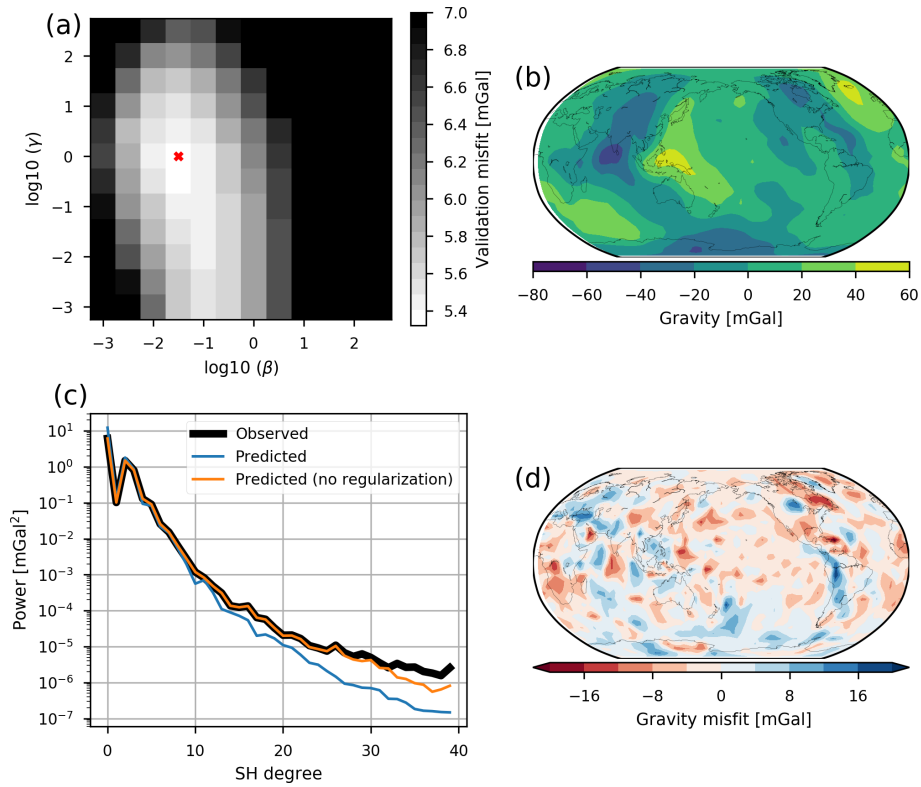 (a)
2
1
0
−1
−2
−3
log10 (γ)
−3 −2 −1 0 1 2
log10 (β)
7.0
6.8
6.6
6.4
6.2
6.0
5.8
5.6
5.4
Validation misfit [mGal]
(b)
−80 −60 −40 −20 0 20 40 60
Gravity [mGal]
(c)
10^1
10^0
10^−1
10^−2
10^−3
10^−4
10^−5
10^−6
10^−7
Power [mGal^2]
Observed
Predicted
Predicted (no regularization)
0 10 20 30 40
SH degree
(d)
−16 −8 0 8 16
Gravity misfit [mGal]